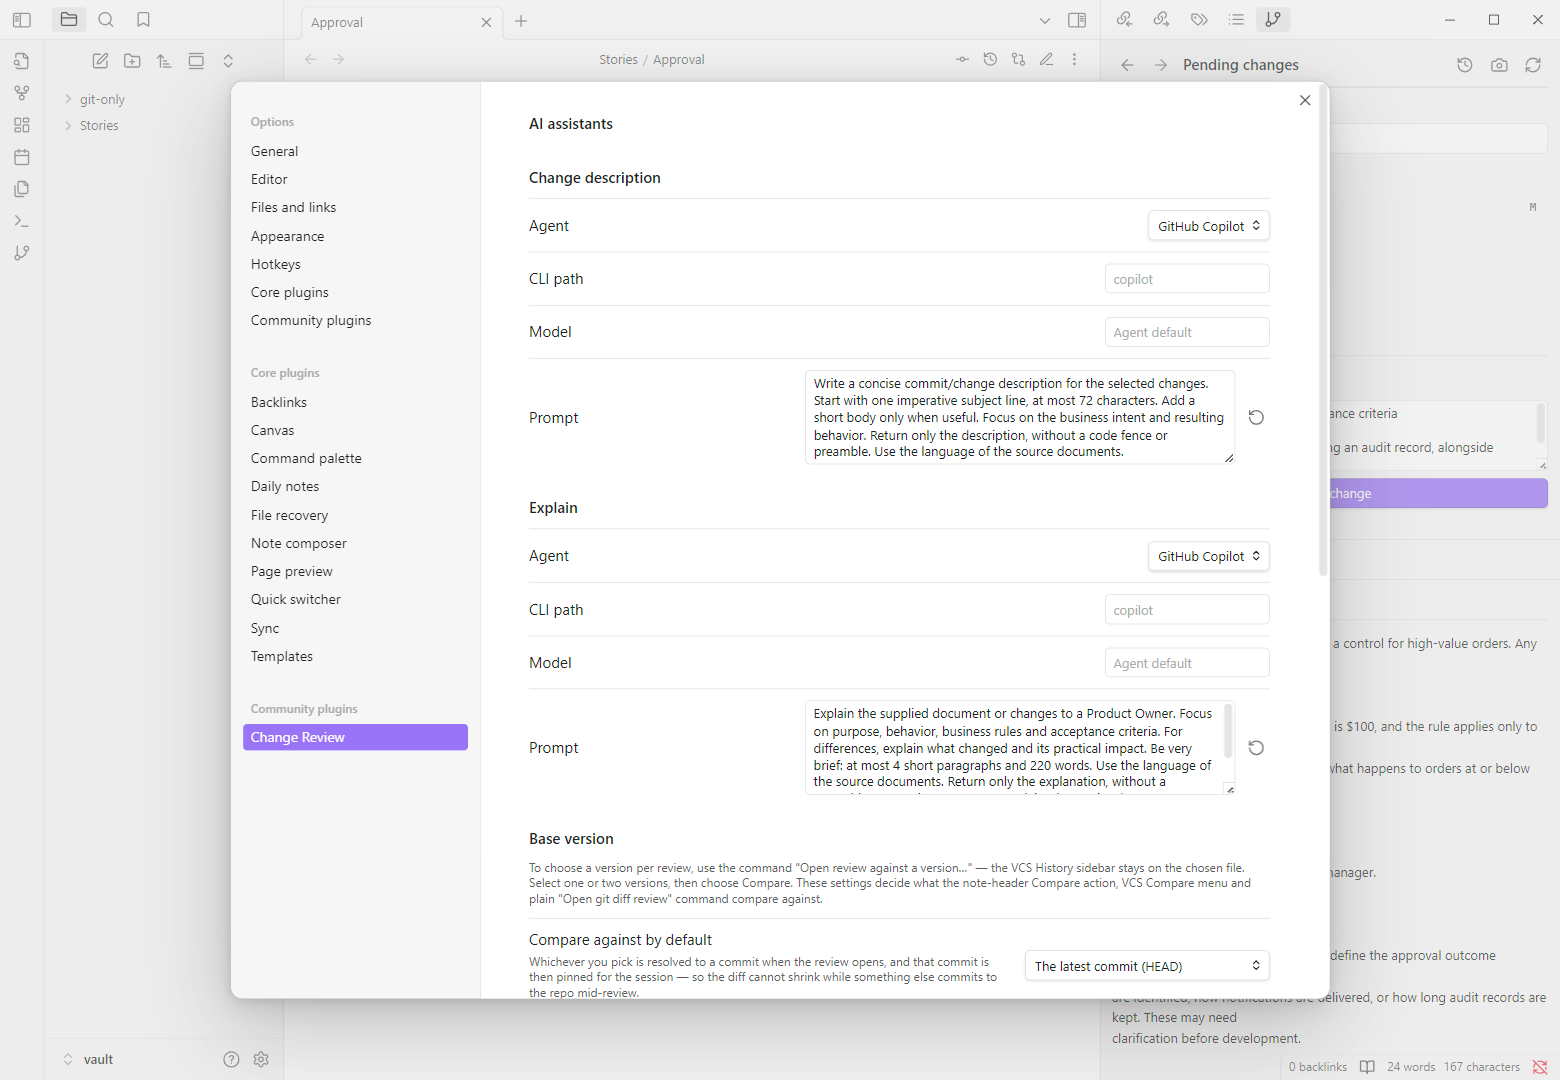 Approval
Stories / Approval
Pending changes
git-only
Stories
M
Options
General
Editor
Files and links
Appearance
Hotkeys
Core plugins
Community plugins
Core plugins
Backlinks
Canvas
Command palette
Daily notes
File recovery
Note composer
Page preview
Quick switcher
Sync
Templates
Community plugins
Change Review
AI assistants
Change description
Agent
GitHub Copilot
CLI path
copilot
Model
Agent default
Prompt
Write a concise commit/change description for the selected changes.
Start with one imperative subject line, at most 72 characters. Add a
short body only when useful. Focus on the business intent and resulting
behavior. Return only the description, without a code fence or
preamble. Use the language of the source documents.
Explain
Agent
GitHub Copilot
CLI path
copilot
Model
Agent default
Prompt
Explain the supplied document or changes to a Product Owner. Focus
on purpose, behavior, business rules and acceptance criteria. For
differences, explain what changed and its practical impact. Be very
brief: at most 4 short paragraphs and 220 words. Use the language of
the source documents. Return only the explanation, without a
Base version
To choose a version per review, use the command "Open review against a version..." — the VCS History sidebar stays on the chosen file.
Select one or two versions, then choose Compare. These settings decide what the note-header Compare action, VCS Compare menu and
plain "Open git diff review" command compare against.
Compare against by default
Whichever you pick is resolved to a commit when the review opens, and that commit is
then pinned for the session — so the diff cannot shrink while something else commits to
the repo mid-review.
The latest commit (HEAD)
criteria
an audit record, alongside
change
a control for high-value orders. Any
is $100, and the rule applies only to
what happens to orders at or below
manager.
define the approval outcome
are identified, how notifications are delivered, or how long audit records are
kept. These may need
clarification before development.
vault
0 backlinks
24 words
167 characters